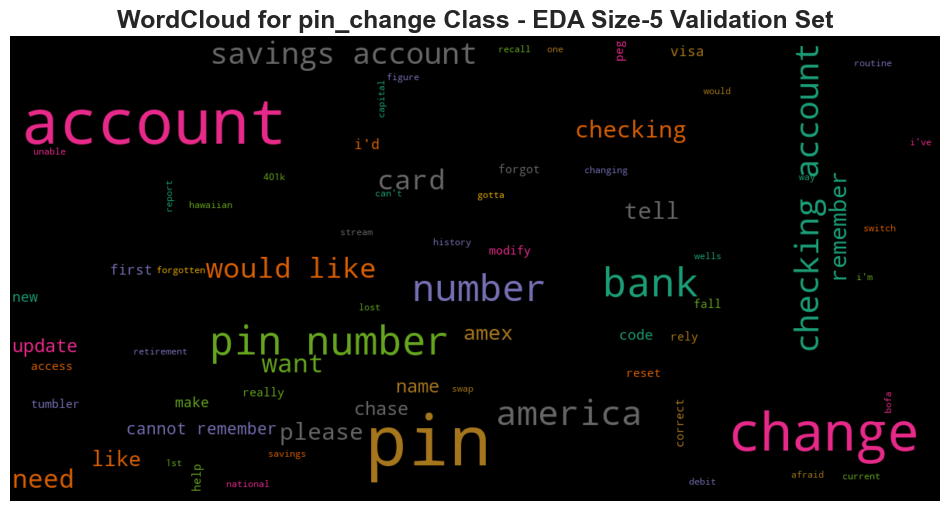 WordCloud for pin_change Class - EDA Size-5 Validation Set
savings account
recall
one
peg
visa
routine
figure
capital
would
account
checking
i'd
i've
unable
checking account
401k
card
forgot
changing
way
report
can't
gotta
hawaiian
tell
remember
switch
stream
history
modify
wells
first
forgotten
would like
number
bank
i'm
new
lost
fall
pin number
amex
code
rely
update
retirement
want
access
reset
name
swap
really
tumbler
make
chase
america
bofa
cannot remember
please
pin
correct
change
like
1st
savings
help
need
national
debit
afraid
current